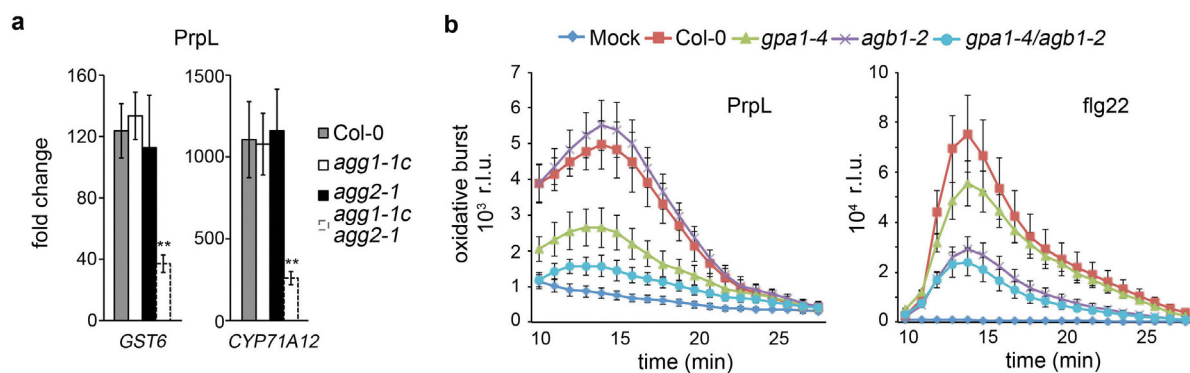 a
PrpL
fold change
160
120
80
40
0
**
GST6
1500
1000
500
0
**
CYP71A12
Col-0
agg1-1c
agg2-1
agg1-1c
agg2-1
b
Mock Col-0 gpa1-4 agb1-2 gpa1-4/agb1-2
oxidative burst
10³ r.l.u.
7
6
5
4
3
2
1
0
PrpL
10 15 20 25
time (min)
10⁴ r.l.u.
10
8
6
4
2
0
flg22
10 15 20 25
time (min)